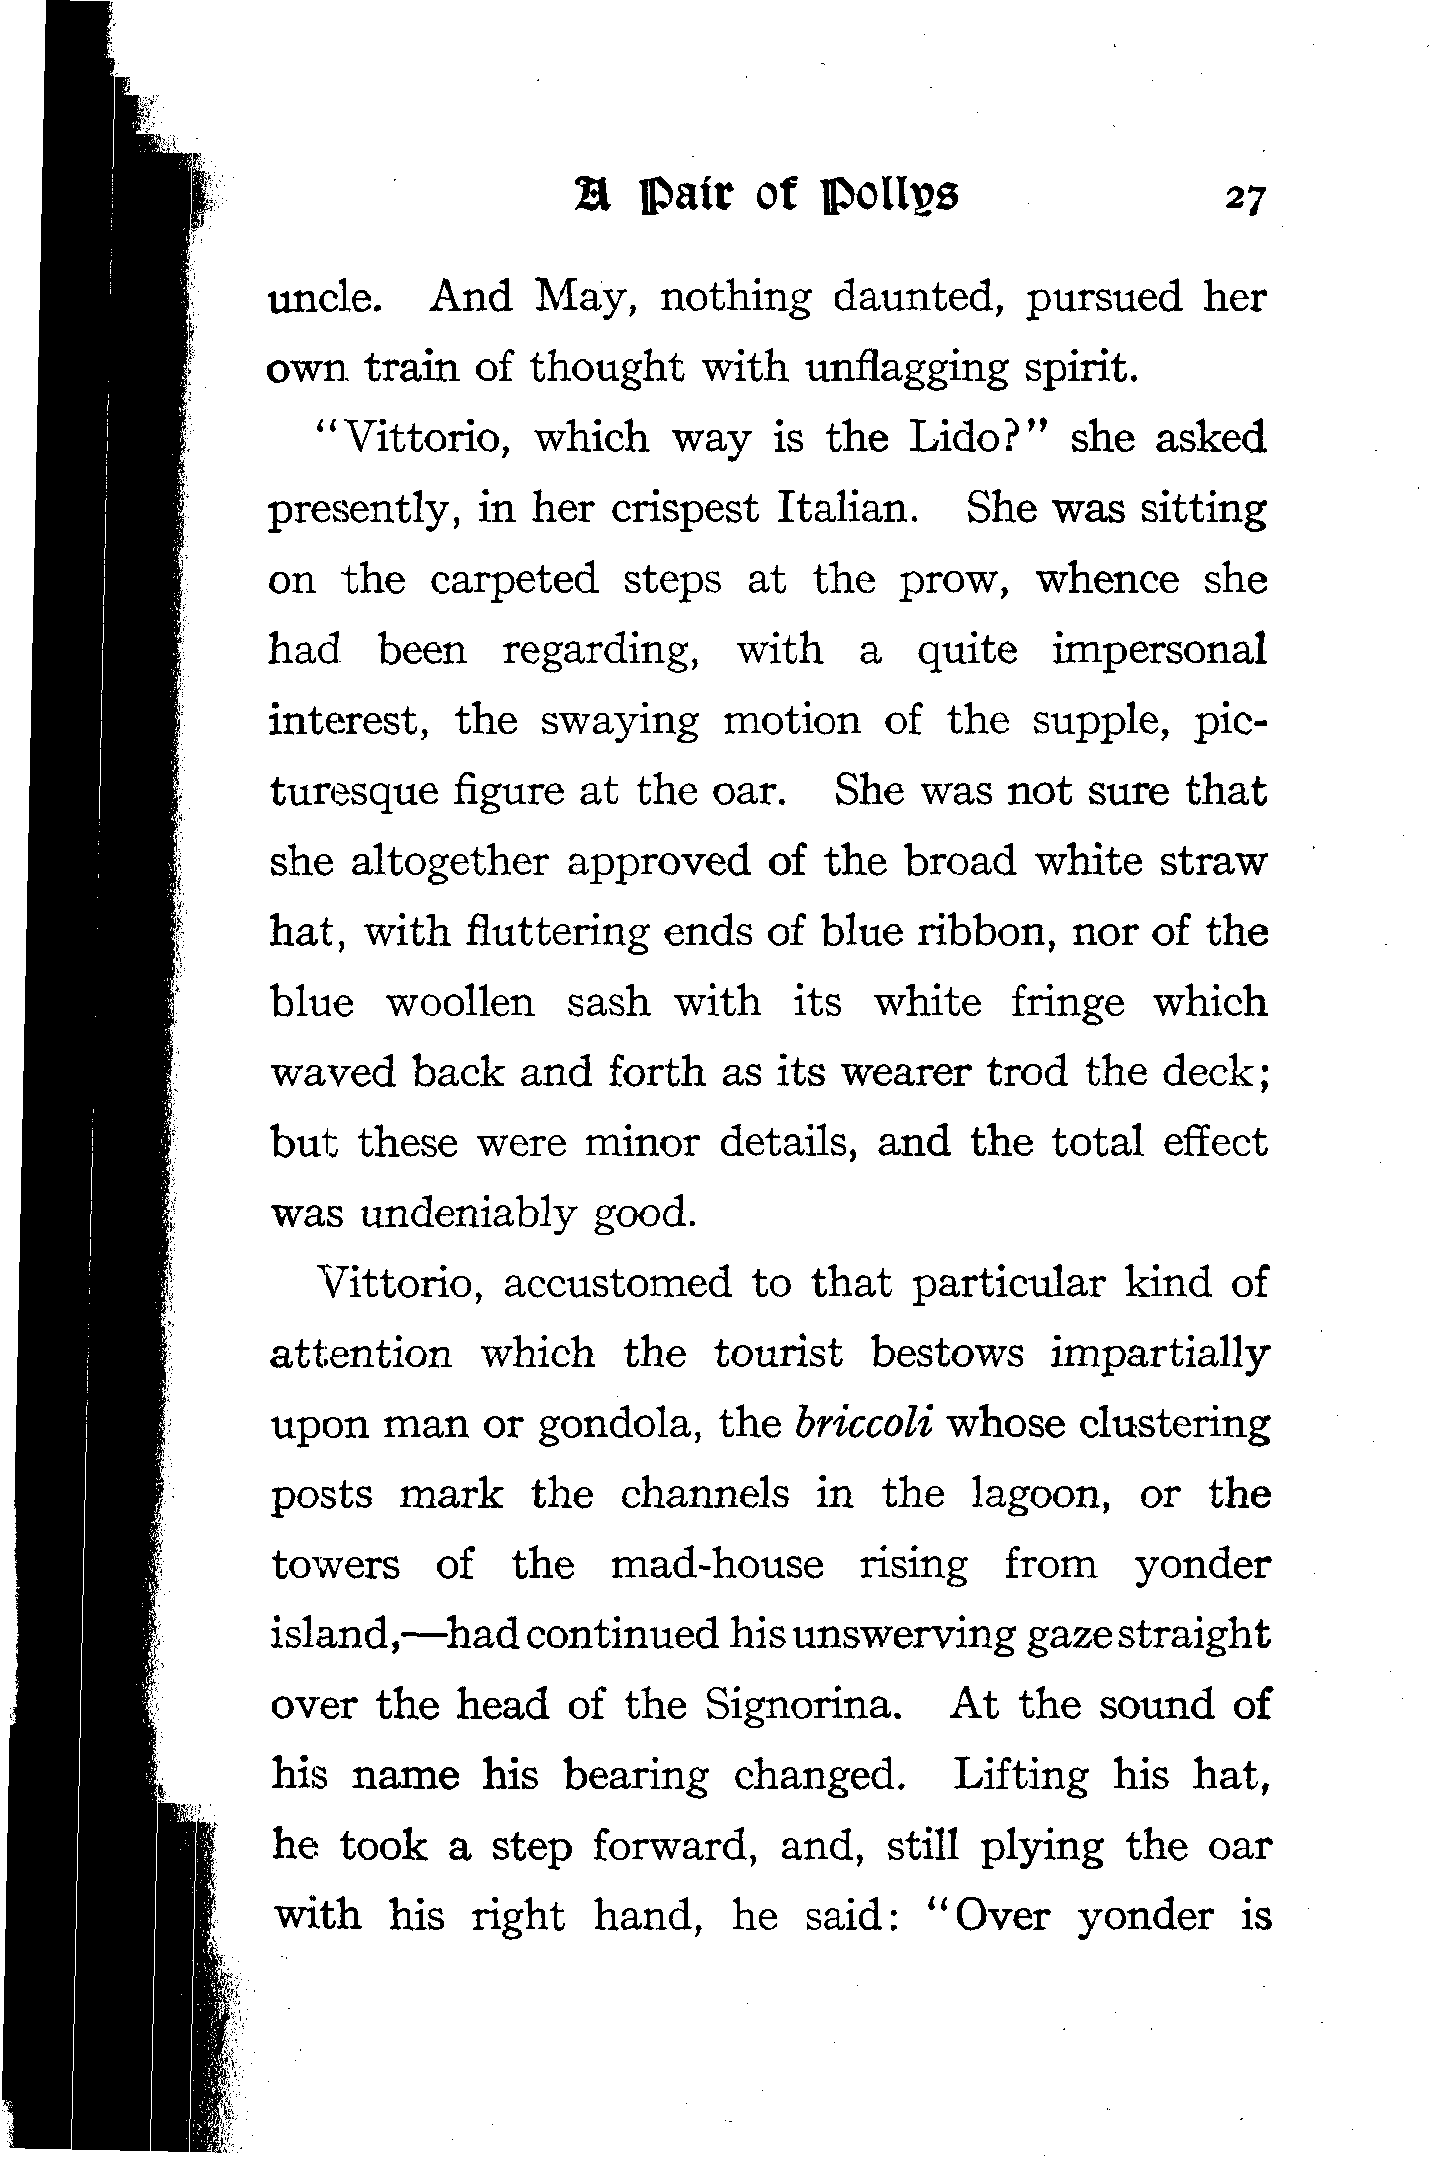 A Pair of Pollys 27
uncle. And May, nothing daunted, pursued her
own train of thought with unflagging spirit.
"Vittorio, which way is the Lido?" she asked
presently, in her crispest Italian. She was sitting
on the carpeted steps at the prow, whence she
had been regarding, with a quite impersonal
interest, the swaying motion of the supple, pic-
turesque figure at the oar. She was not sure that
she altogether approved of the broad white straw
hat, with fluttering ends of blue ribbon, nor of the
blue woollen sash with its white fringe which
waved back and forth as its wearer trod the deck;
but these were minor details, and the total effect
was undeniably good.
Vittorio, accustomed to that particular kind of
attention which the tourist bestows impartially
upon man or gondola, the briccoli whose clustering
posts mark the channels in the lagoon, or the
towers of the mad-house rising from yonder
island,—had continued his unswerving gaze straight
over the head of the Signorina. At the sound of
his name his bearing changed. Lifting his hat,
he took a step forward, and, still plying the oar
with his right hand, he said: "Over yonder is